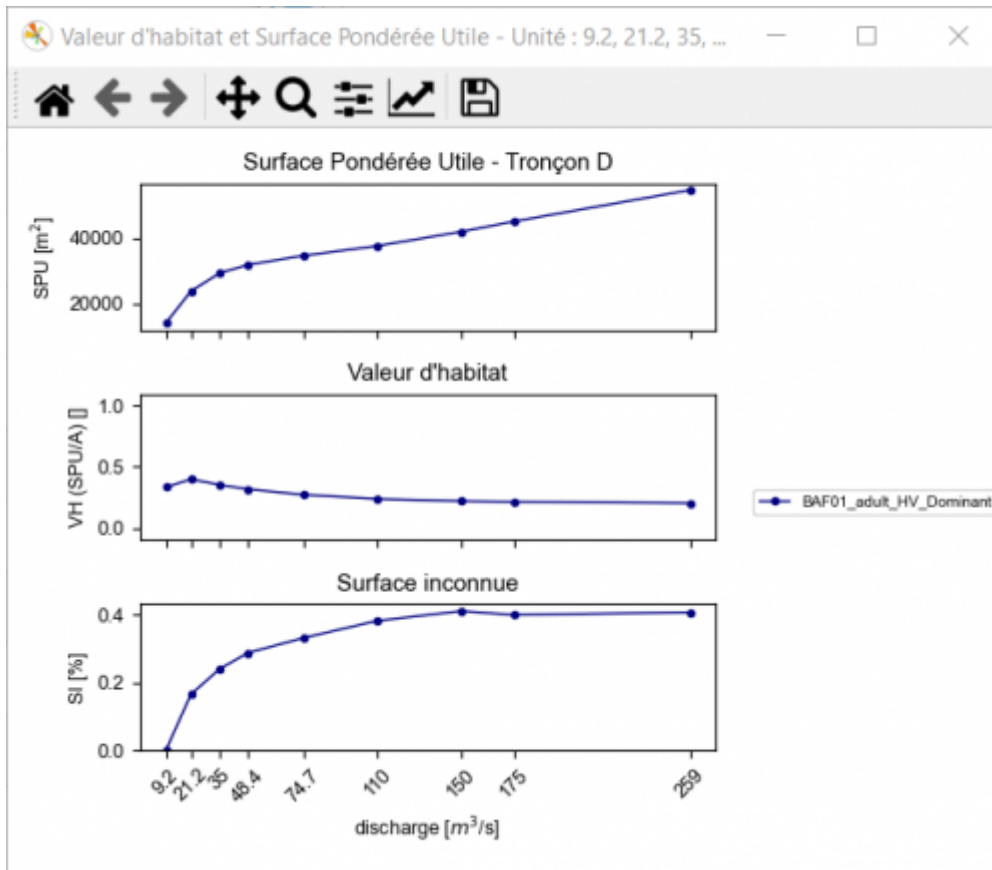 Valeur d'habitat et Surface Pondérée Utile - Unité : 9.2, 21.2, 35, ...
Surface Pondérée Utile - Tronçon D
SPU [m²]
40000
20000
Valeur d'habitat
VH (SPU/A) []
1.0
0.5
0.0
BAF01_adult_HV_Dominant
Surface inconnue
SI [%]
0.4
0.2
0.0
9.2 21.2 35 48.4 74.7 110 150 175 259
discharge [m³/s]